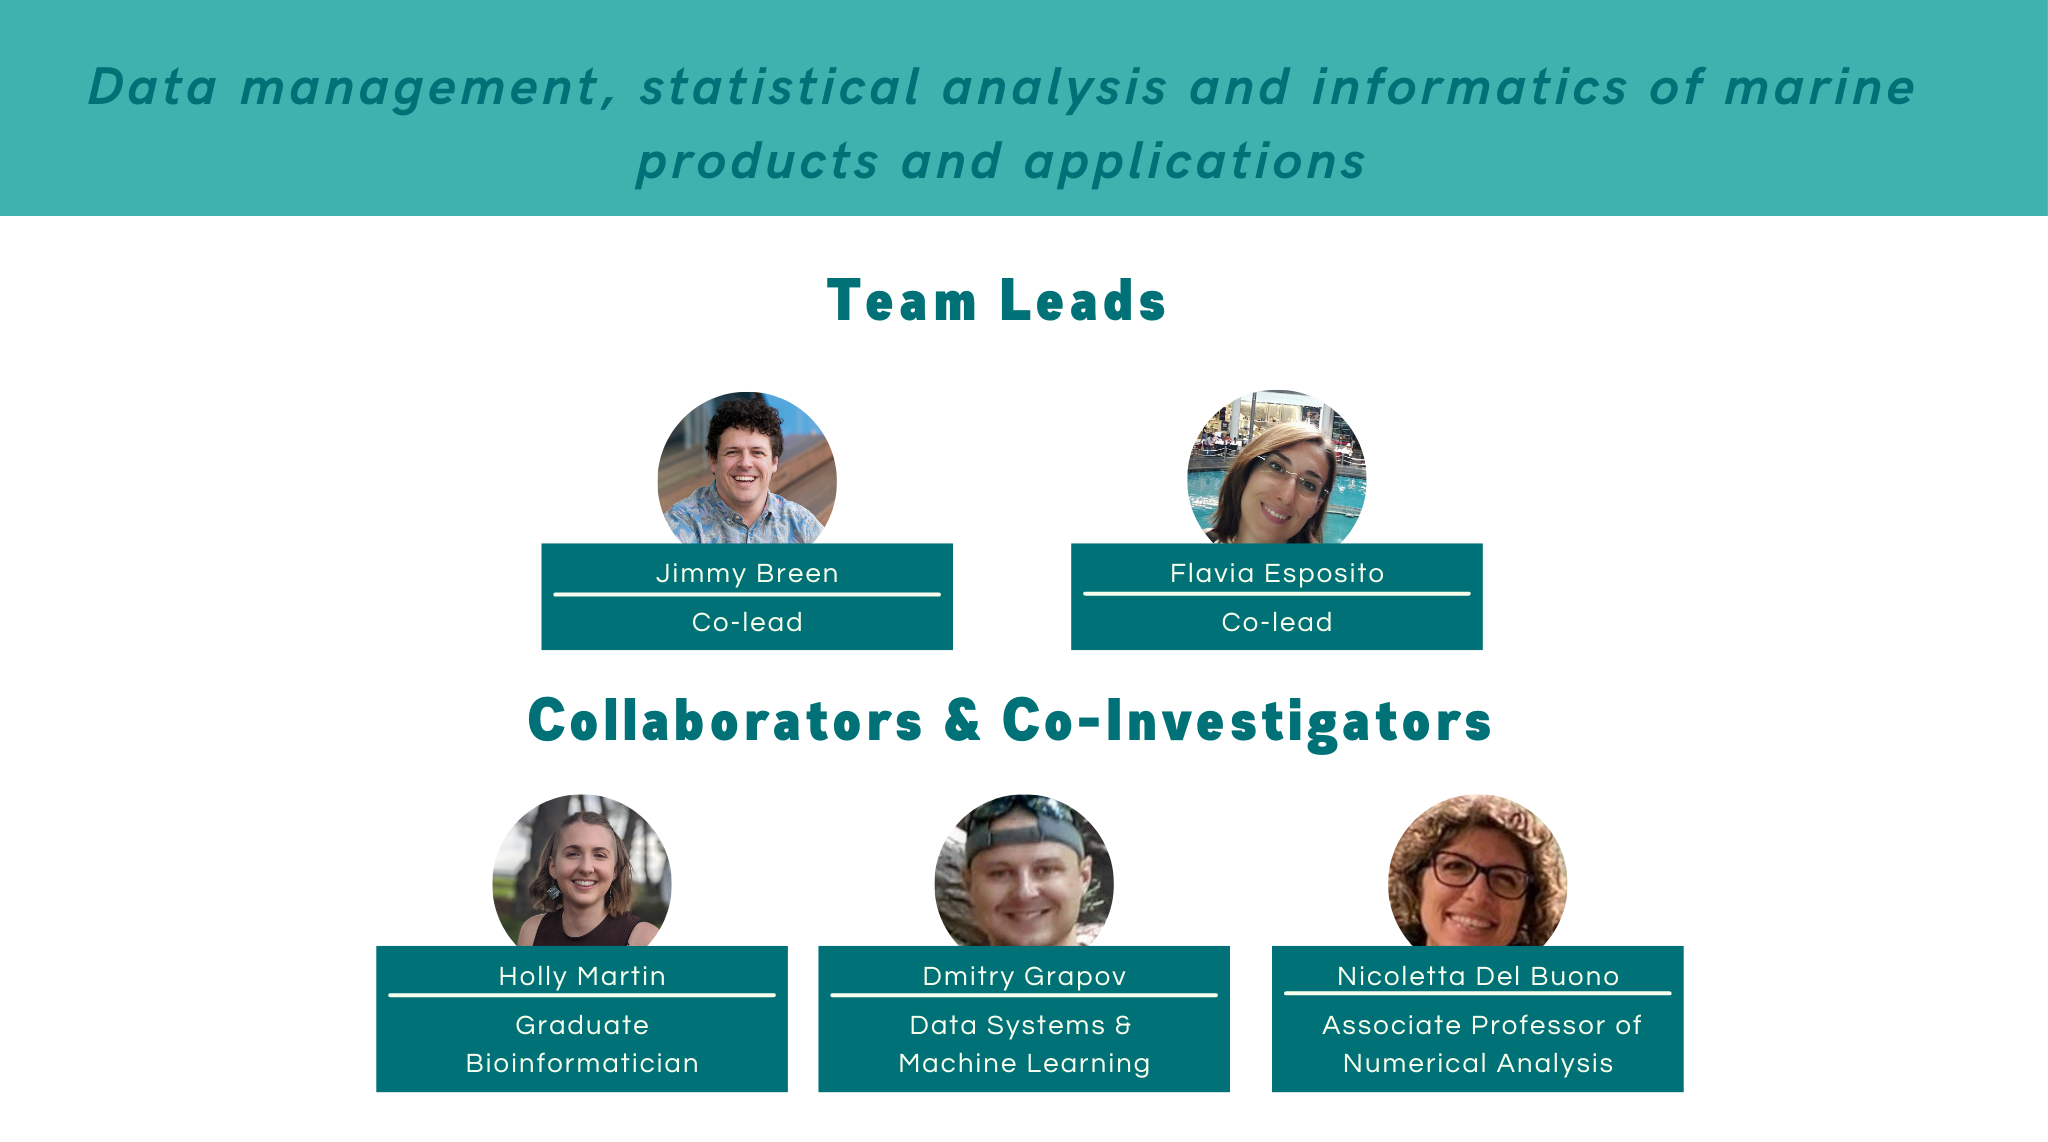 Data management, statistical analysis and informatics of marine
products and applications
Team Leads
Jimmy Breen
Co-lead
Flavia Esposito
Co-lead
Collaborators & Co-Investigators
Holly Martin
Graduate
Bioinformatician
Dmitry Grapov
Data Systems &
Machine Learning
Nicoletta Del Buono
Associate Professor of
Numerical Analysis